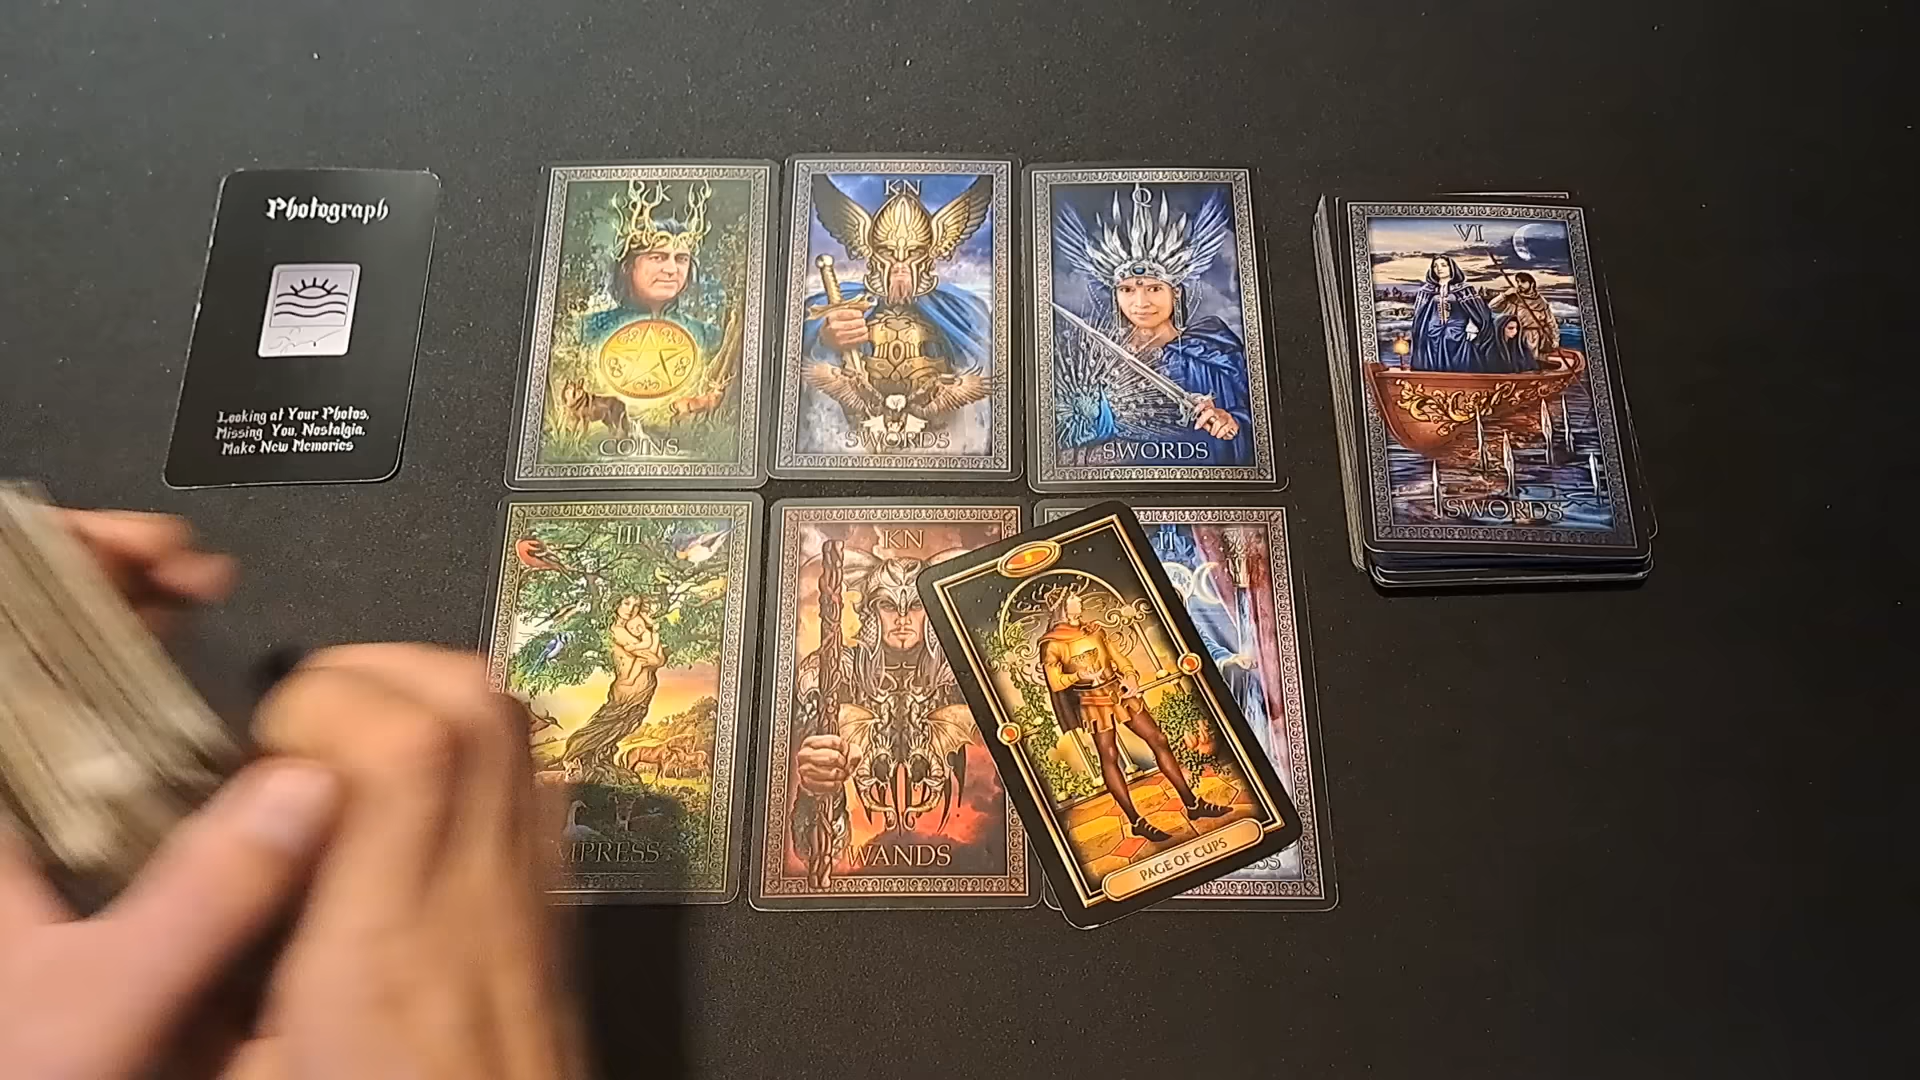 Photograph
Looking at Your Photos,
Missing You, Nostalgia,
Make New Memories
K
COINS
KN
SWORDS
Q
SWORDS
VI
SWORDS
III
MPRESS
KN
WANDS
II
ESS
PAGE OF CUPS